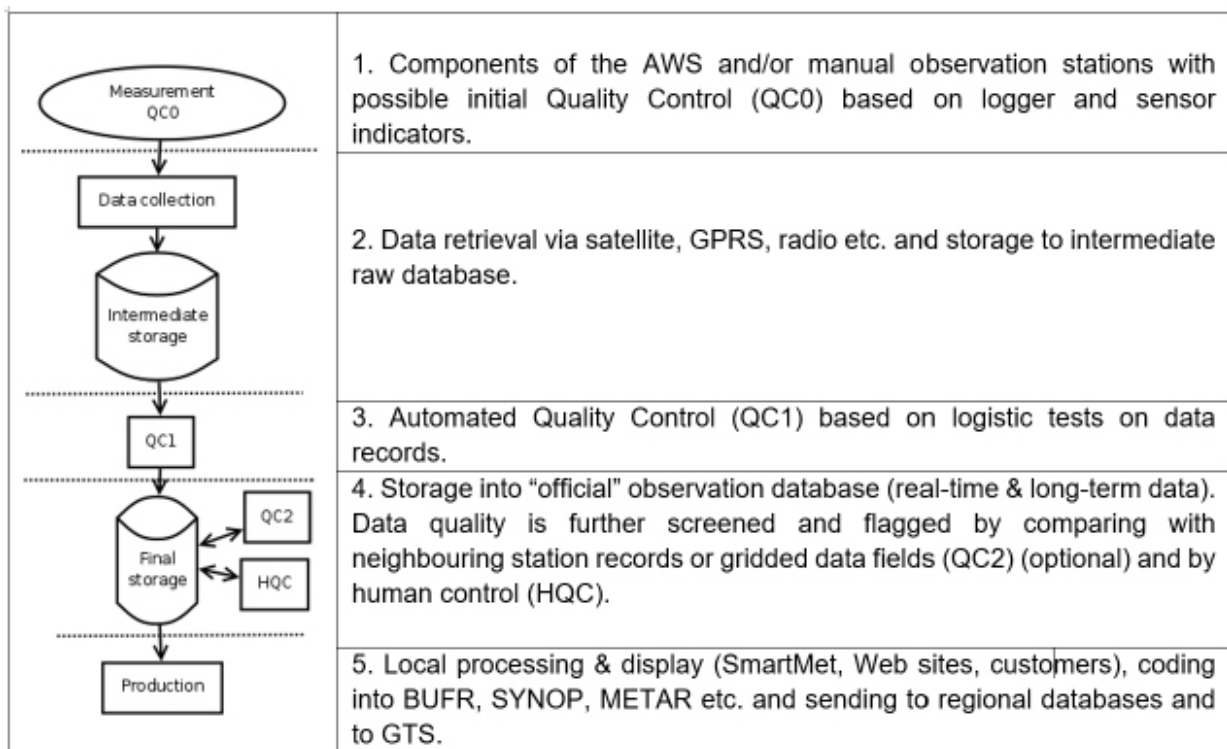 Measurement
QC0
1. Components of the AWS and/or manual observation stations with
possible initial Quality Control (QC0) based on logger and sensor
indicators.
Data collection
Intermediate
storage
2. Data retrieval via satellite, GPRS, radio etc. and storage to intermediate
raw database.
QC1
3. Automated Quality Control (QC1) based on logistic tests on data
records.
Final
storage
QC2
HQC
4. Storage into “official” observation database (real-time & long-term data).
Data quality is further screened and flagged by comparing with
neighbouring station records or gridded data fields (QC2) (optional) and by
human control (HQC).
Production
5. Local processing & display (SmartMet, Web sites, customers), coding
into BUFR, SYNOP, METAR etc. and sending to regional databases and
to GTS.